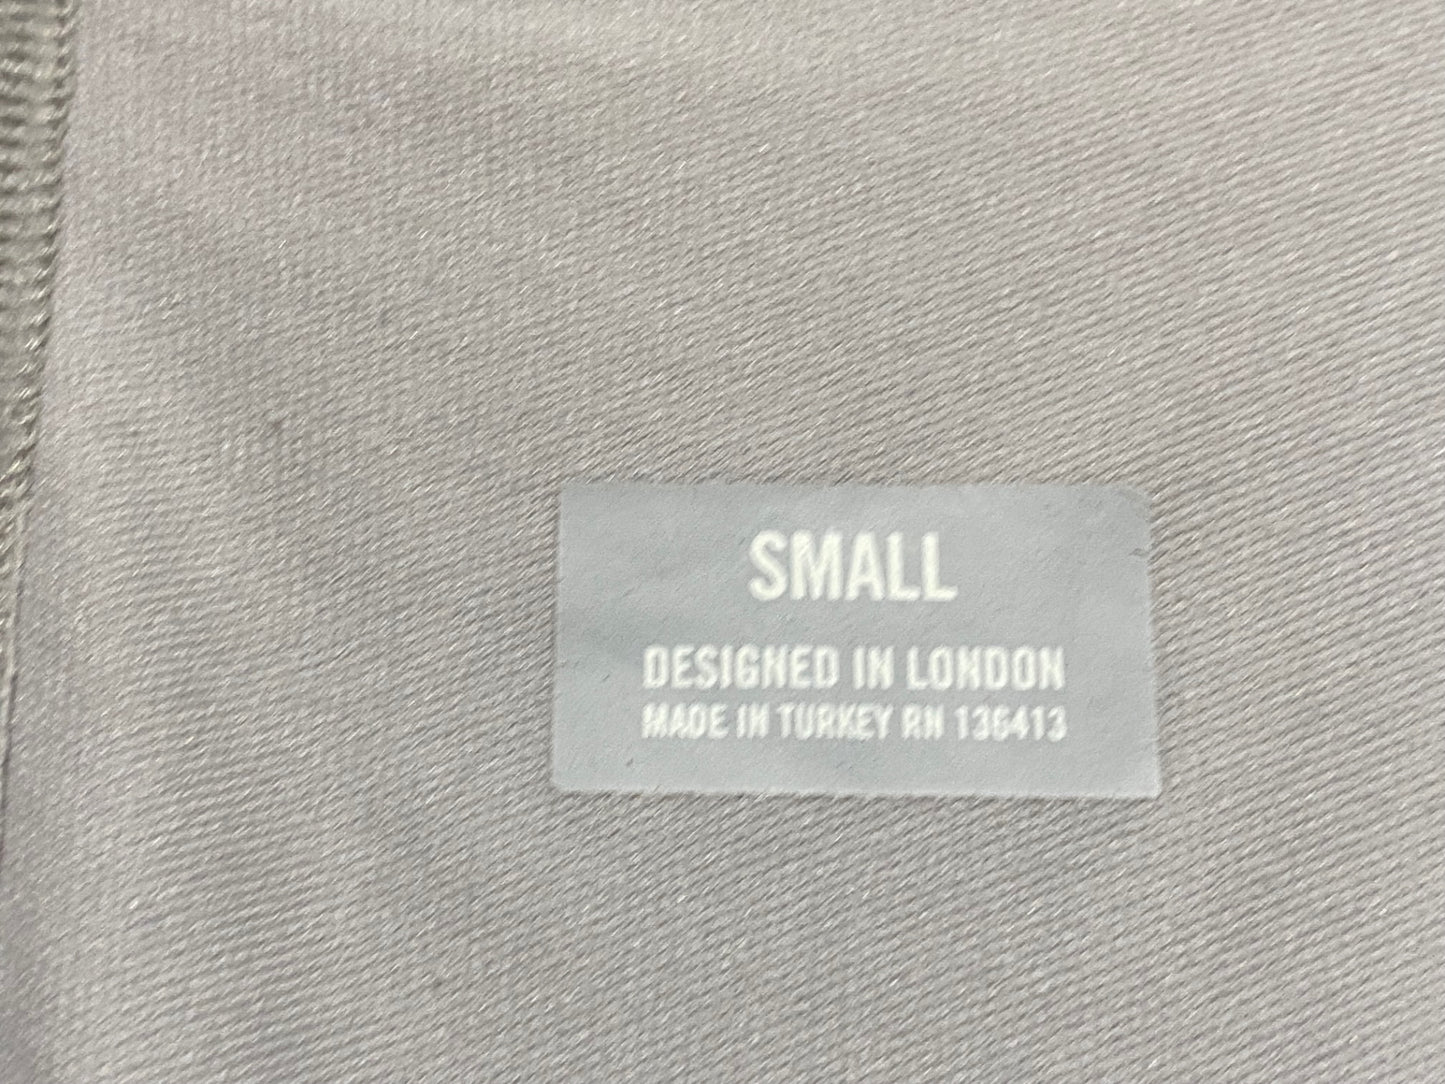 SMALL
DESIGNED IN LONDON
MADE IN TURKEY RN 136413